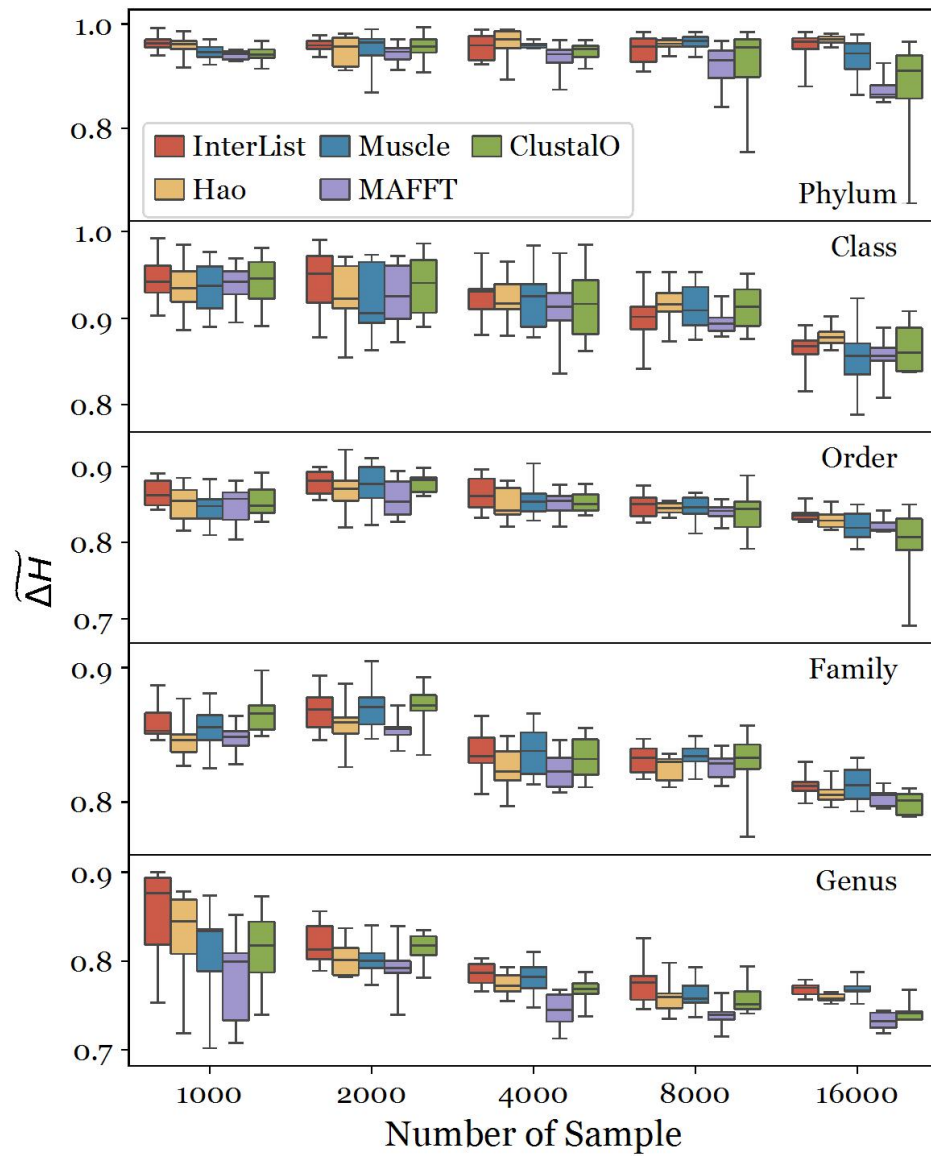 1.0
0.8
InterList Muscle ClustalO
Hao MAFFT
Phylum
1.0
0.9
0.8
Class
0.9
0.8
0.7
Order
0.9
0.8
Family
0.9
0.8
0.7
Genus
1000 2000 4000 8000 16000
Number of Sample
$\widetilde{\Delta H}$